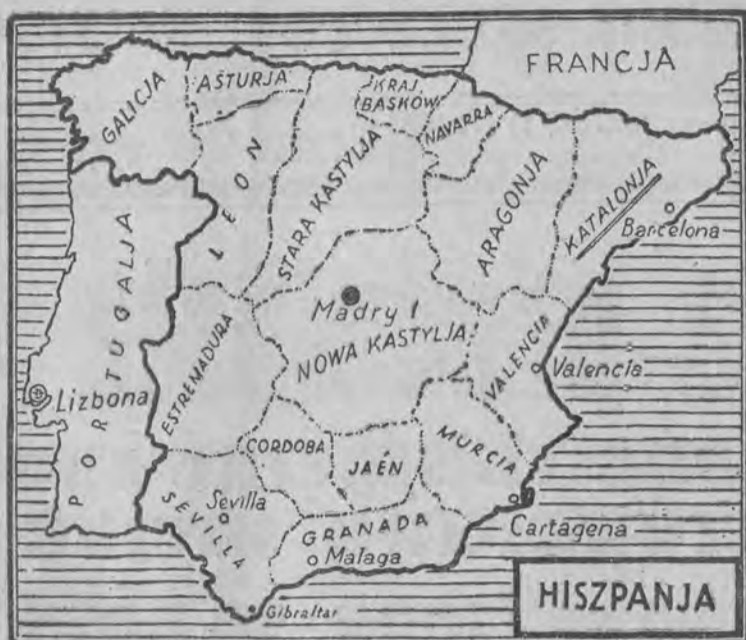 FRANCJA
GALICJA
AŠTURJA
KRAJ
BASKÓW
NAVARRA
LEON
STARA KASTYLJA
ARAGONJA
KATALONJA
Barcelona
PORTUGALJA
Madryt
NOWA KASTYLJA
VALENCIA
Valencia
ESTREMADURA
Lizbona
CORDOBA
JAÉN
MURCIA
SEVILLA
Sevilla
GRANADA
Malaga
Cartagena
Gibraltar
HISZPANJA